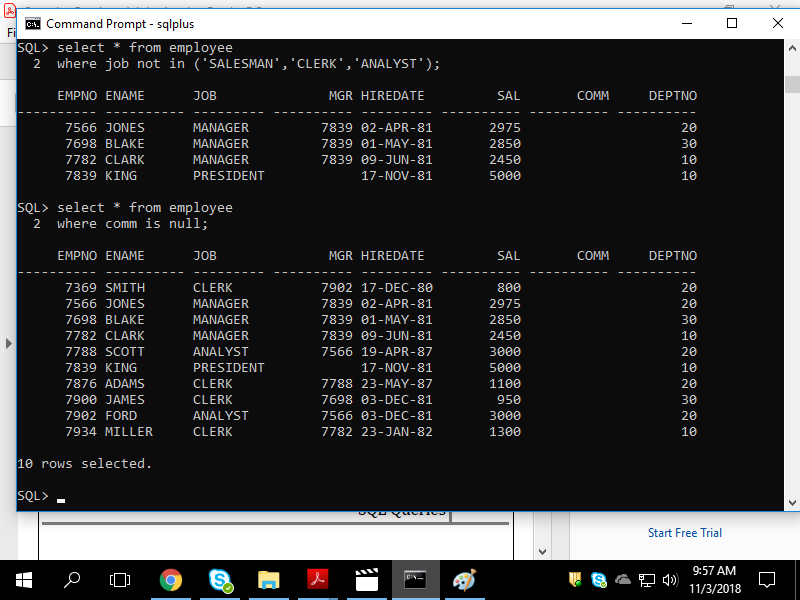 Command Prompt - sqlplus
SQL> select * from employee
  2  where job not in ('SALESMAN','CLERK','ANALYST');
     EMPNO ENAME      JOB              MGR HIREDATE         SAL       COMM     DEPTNO
---------- ---------- --------- ---------- --------- ---------- ---------- ----------
      7566 JONES      MANAGER         7839 02-APR-81       2975                    20
      7698 BLAKE      MANAGER         7839 01-MAY-81       2850                    30
      7782 CLARK      MANAGER         7839 09-JUN-81       2450                    10
      7839 KING       PRESIDENT            17-NOV-81       5000                    10
SQL> select * from employee
  2  where comm is null;
     EMPNO ENAME      JOB              MGR HIREDATE         SAL       COMM     DEPTNO
---------- ---------- --------- ---------- --------- ---------- ---------- ----------
      7369 SMITH      CLERK           7902 17-DEC-80        800                    20
      7566 JONES      MANAGER         7839 02-APR-81       2975                    20
      7698 BLAKE      MANAGER         7839 01-MAY-81       2850                    30
      7782 CLARK      MANAGER         7839 09-JUN-81       2450                    10
      7788 SCOTT      ANALYST         7566 19-APR-87       3000                    20
      7839 KING       PRESIDENT            17-NOV-81       5000                    10
      7876 ADAMS      CLERK           7788 23-MAY-87       1100                    20
      7900 JAMES      CLERK           7698 03-DEC-81        950                    30
      7902 FORD       ANALYST         7566 03-DEC-81       3000                    20
      7934 MILLER     CLERK           7782 23-JAN-82       1300                    10
10 rows selected.
SQL>
SQL Queries
Start Free Trial
9:57 AM
11/3/2018